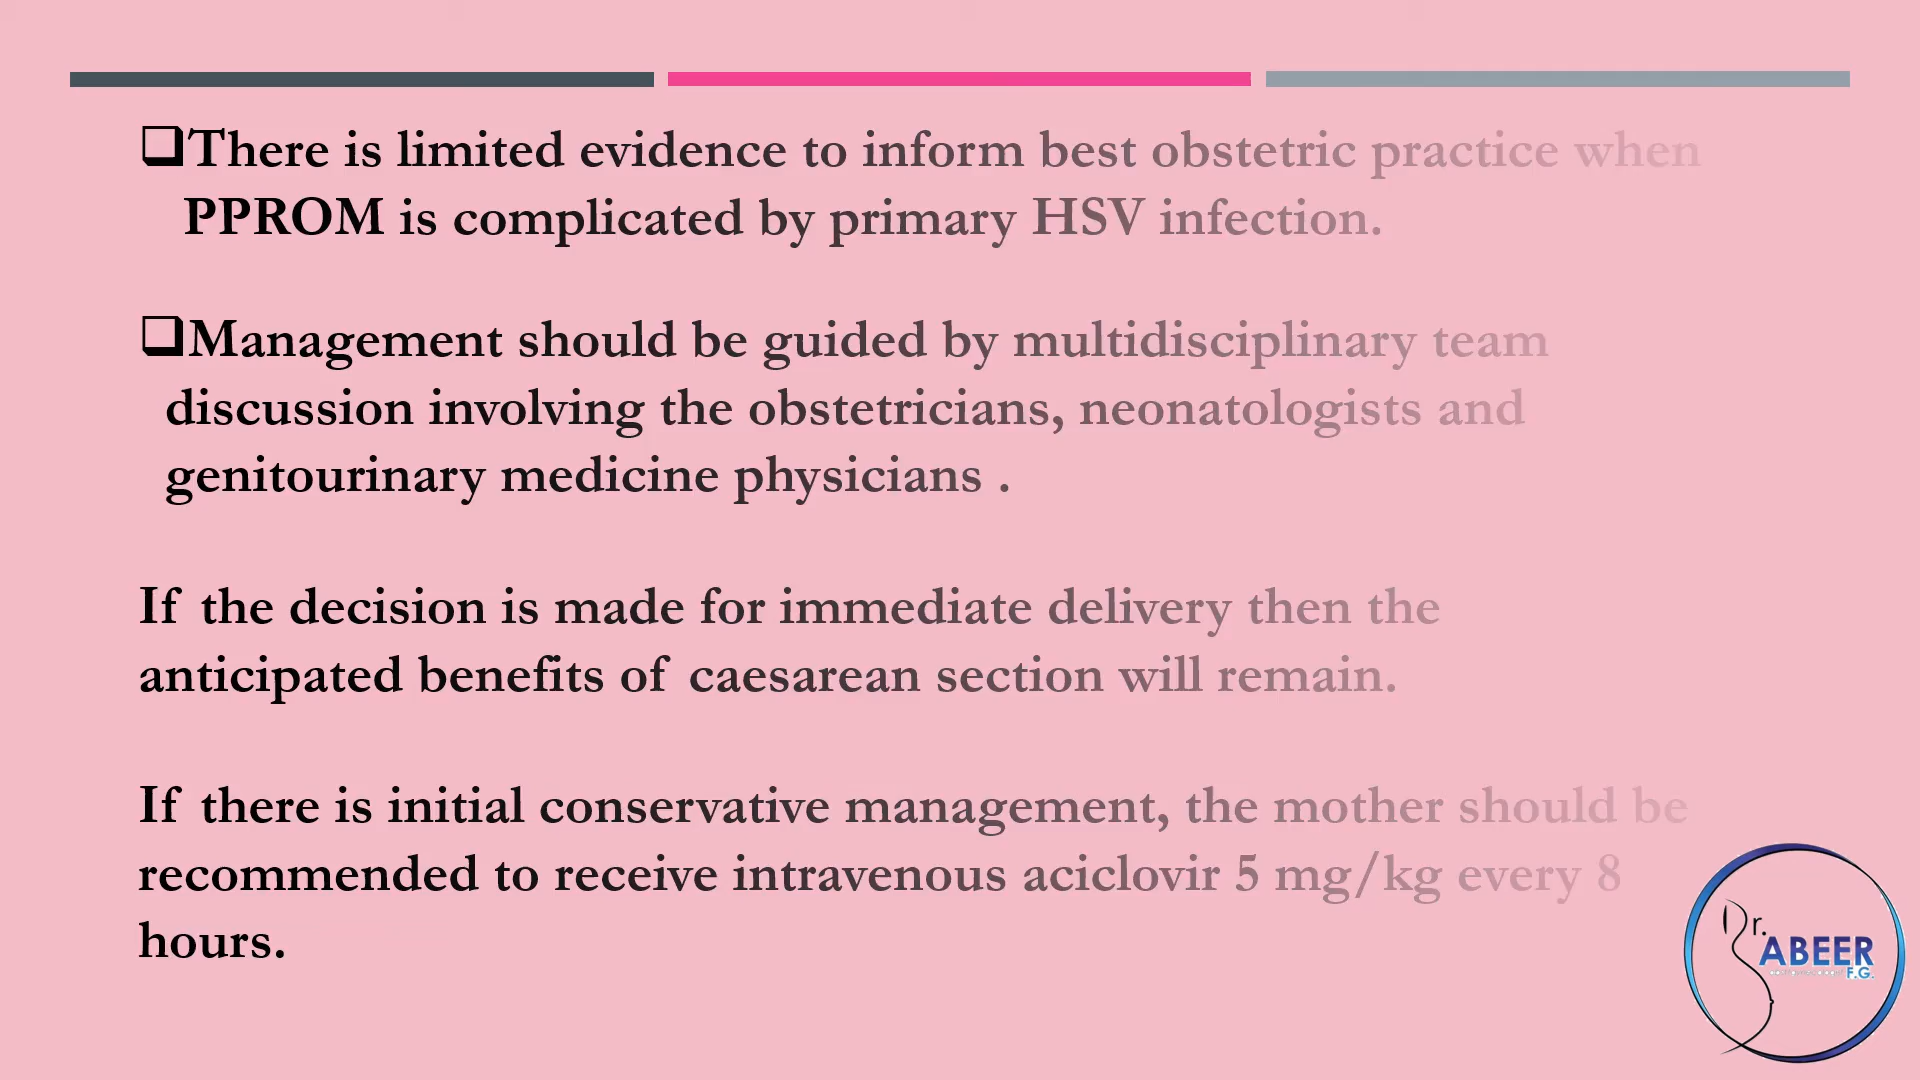 ❑There is limited evidence to inform best obstetric practice when
PPROM is complicated by primary HSV infection.
❑Management should be guided by multidisciplinary team
discussion involving the obstetricians, neonatologists and
genitourinary medicine physicians .
If the decision is made for immediate delivery then the
anticipated benefits of caesarean section will remain.
If there is initial conservative management, the mother should be
recommended to receive intravenous aciclovir 5 mg/kg every 8
hours.
Dr.
ABEER
F.G.